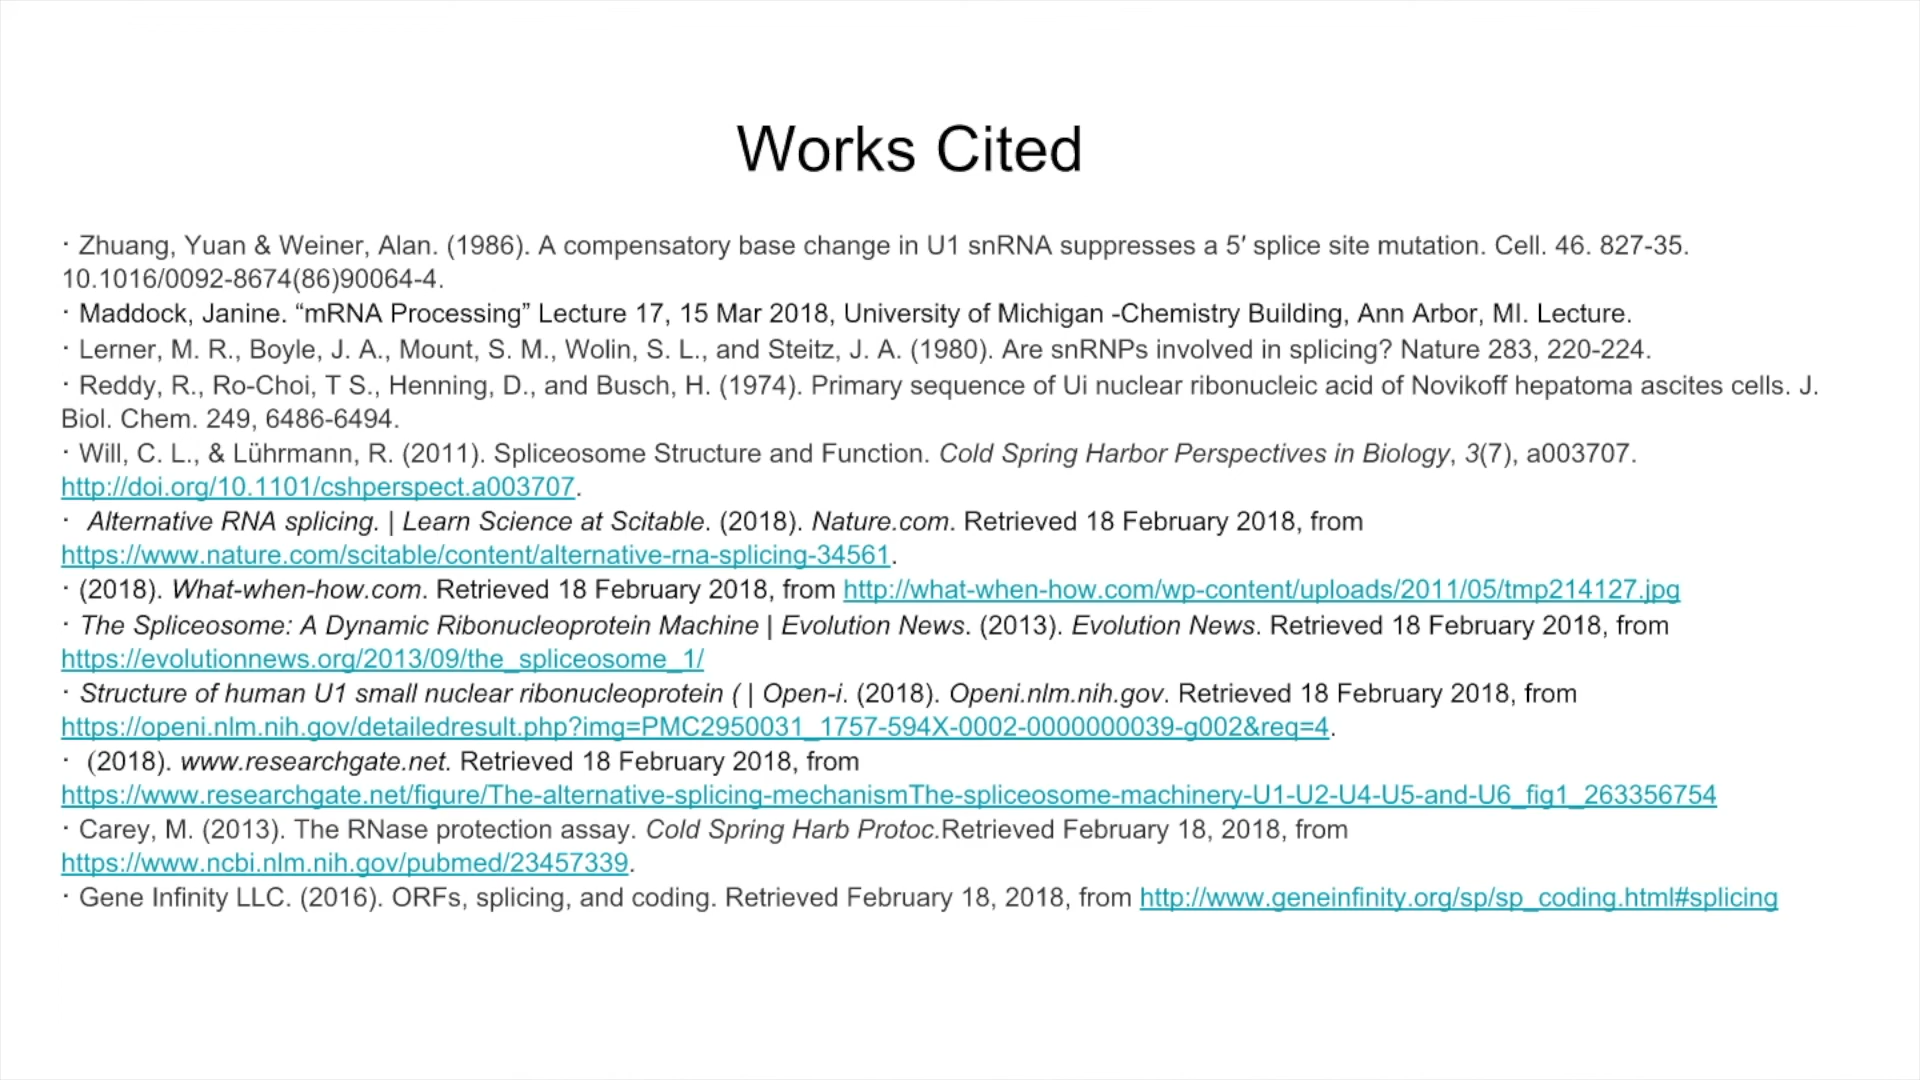 Works Cited
· Zhuang, Yuan & Weiner, Alan. (1986). A compensatory base change in U1 snRNA suppresses a 5′ splice site mutation. Cell. 46. 827-35.
10.1016/0092-8674(86)90064-4.
· Maddock, Janine. “mRNA Processing” Lecture 17, 15 Mar 2018, University of Michigan -Chemistry Building, Ann Arbor, MI. Lecture.
· Lerner, M. R., Boyle, J. A., Mount, S. M., Wolin, S. L., and Steitz, J. A. (1980). Are snRNPs involved in splicing? Nature 283, 220-224.
· Reddy, R., Ro-Choi, T S., Henning, D., and Busch, H. (1974). Primary sequence of Ui nuclear ribonucleic acid of Novikoff hepatoma ascites cells. J.
Biol. Chem. 249, 6486-6494.
· Will, C. L., & Lührmann, R. (2011). Spliceosome Structure and Function. Cold Spring Harbor Perspectives in Biology, 3(7), a003707.
http://doi.org/10.1101/cshperspect.a003707.
· Alternative RNA splicing. | Learn Science at Scitable. (2018). Nature.com. Retrieved 18 February 2018, from
https://www.nature.com/scitable/content/alternative-rna-splicing-34561.
· (2018). What-when-how.com. Retrieved 18 February 2018, from http://what-when-how.com/wp-content/uploads/2011/05/tmp214127.jpg
· The Spliceosome: A Dynamic Ribonucleoprotein Machine | Evolution News. (2013). Evolution News. Retrieved 18 February 2018, from
https://evolutionnews.org/2013/09/the_spliceosome_1/
· Structure of human U1 small nuclear ribonucleoprotein ( | Open-i. (2018). Openi.nlm.nih.gov. Retrieved 18 February 2018, from
https://openi.nlm.nih.gov/detailedresult.php?img=PMC2950031_1757-594X-0002-0000000039-g002&req=4.
· (2018). www.researchgate.net. Retrieved 18 February 2018, from
https://www.researchgate.net/figure/The-alternative-splicing-mechanismThe-spliceosome-machinery-U1-U2-U4-U5-and-U6_fig1_263356754
· Carey, M. (2013). The RNase protection assay. Cold Spring Harb Protoc.Retrieved February 18, 2018, from
https://www.ncbi.nlm.nih.gov/pubmed/23457339.
· Gene Infinity LLC. (2016). ORFs, splicing, and coding. Retrieved February 18, 2018, from http://www.geneinfinity.org/sp/sp_coding.html#splicing